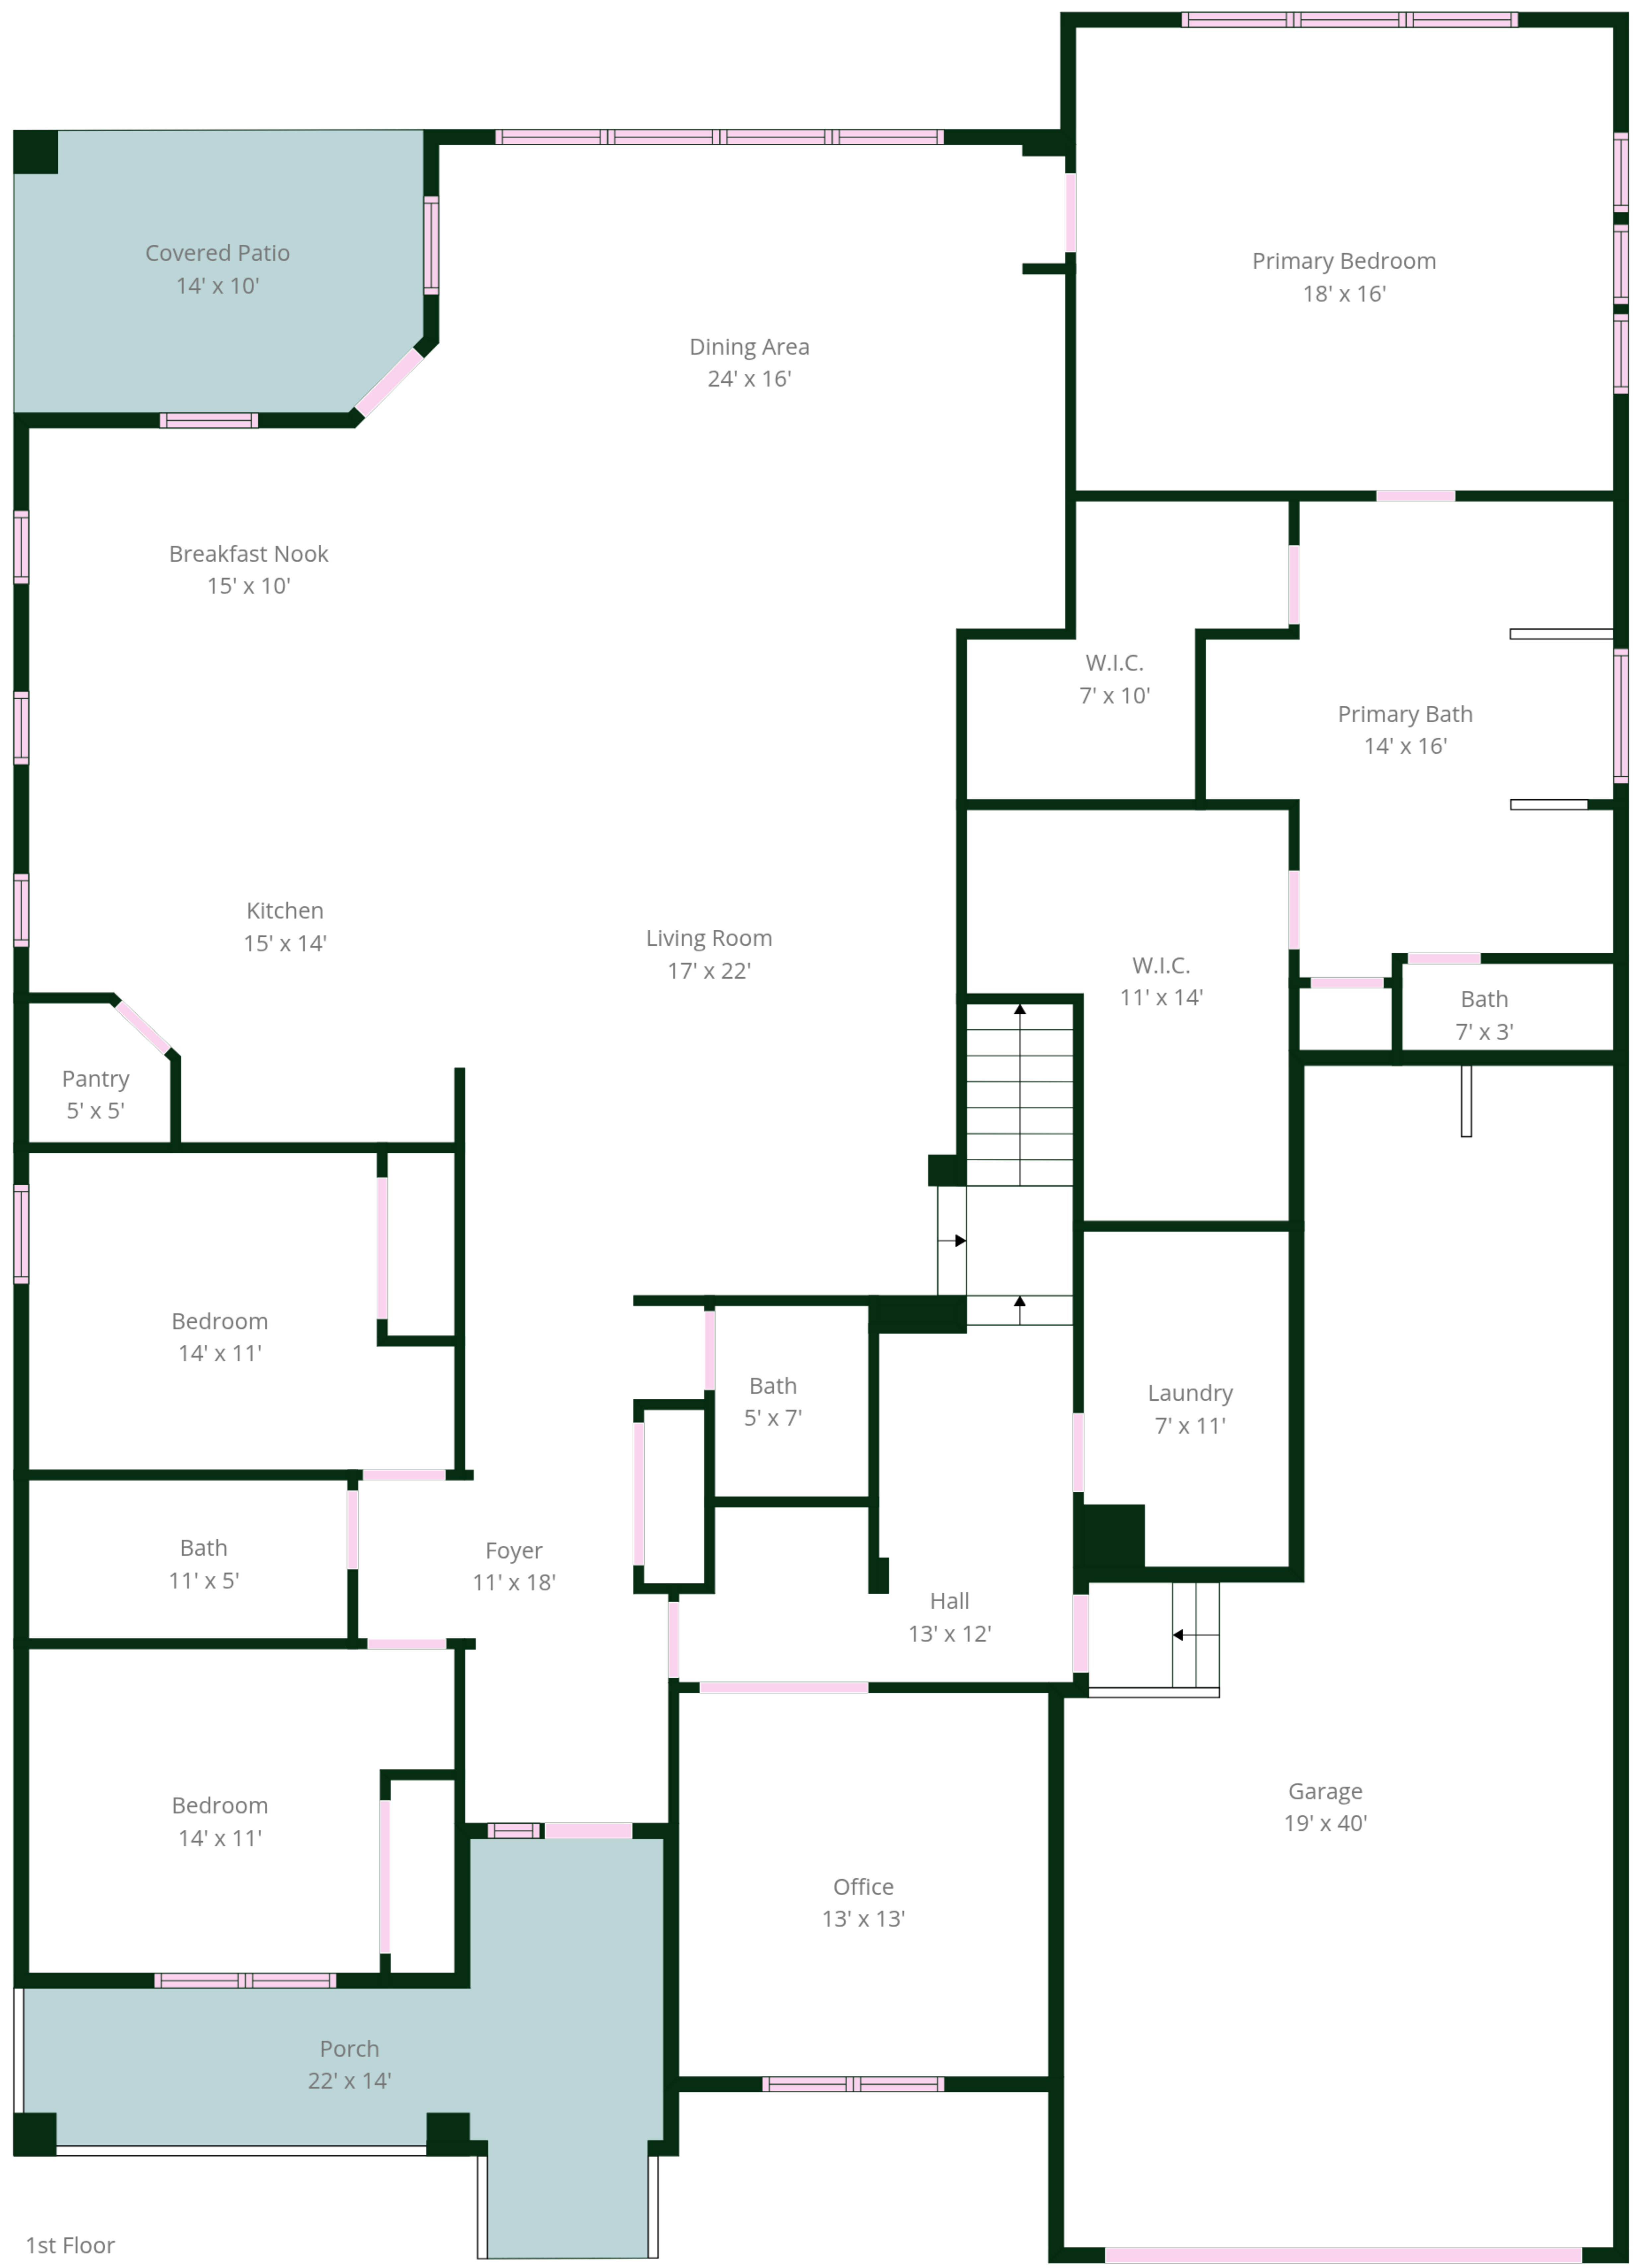 Covered Patio
14' x 10'
Primary Bedroom
18' x 16'
Dining Area
24' x 16'
Breakfast Nook
15' x 10'
W.I.C.
7' x 10'
Primary Bath
14' x 16'
Kitchen
15' x 14'
Living Room
17' x 22'
W.I.C.
11' x 14'
Bath
7' x 3'
Pantry
5' x 5'
Bedroom
14' x 11'
Bath
5' x 7'
Laundry
7' x 11'
Bath
11' x 5'
Foyer
11' x 18'
Hall
13' x 12'
Bedroom
14' x 11'
Garage
19' x 40'
Office
13' x 13'
Porch
22' x 14'
1st Floor